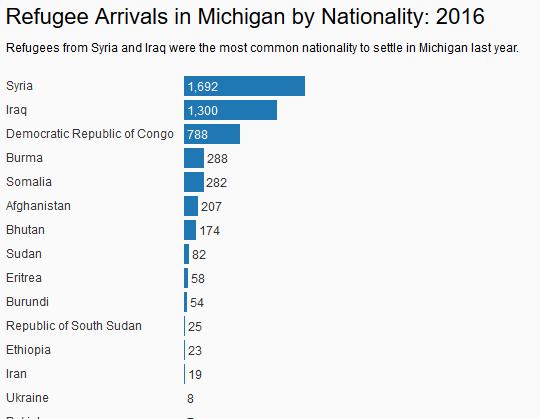 Refugee Arrivals in Michigan by Nationality: 2016
Refugees from Syria and Iraq were the most common nationality to settle in Michigan last year.
Syria 1,692
Iraq 1,300
Democratic Republic of Congo 788
Burma 288
Somalia 282
Afghanistan 207
Bhutan 174
Sudan 82
Eritrea 58
Burundi 54
Republic of South Sudan 25
Ethiopia 23
Iran 19
Ukraine 8